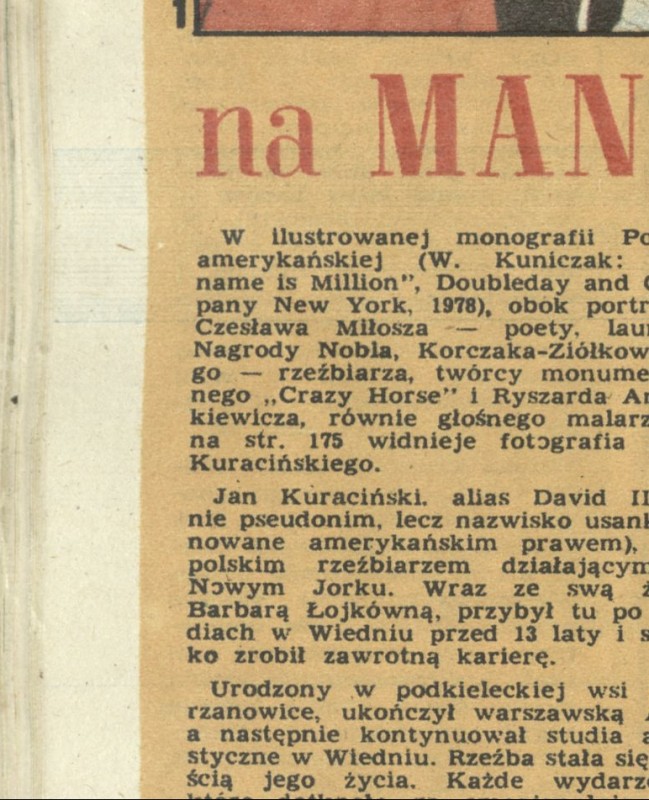 1
na MAN
W ilustrowanej monografii Po
amerykańskiej (W. Kuniczak:
name is Million", Doubleday and C
pany New York, 1978), obok portr
Czesława Miłosza — poety, lau
Nagrody Nobla, Korczaka-Ziółkow
go — rzeźbiarza, twórcy monume
nego „Crazy Horse" i Ryszarda An
kiewicza, równie głośnego malarz
na str. 175 widnieje fotografia
Kuracińskiego.
Jan Kuraciński. alias David II
nie pseudonim, lecz nazwisko usank
nowane amerykańskim prawem),
polskim rzeźbiarzem działającym
Nowym Jorku. Wraz ze swą ż
Barbarą Łojkówną, przybył tu po
diach w Wiedniu przed 13 laty i s
ko zrobił zawrotną karierę.
Urodzony w podkieleckiej wsi
rzanowice, ukończył warszawską A
a następnie kontynuował studia a
styczne w Wiedniu. Rzeźba stała się
ścią jego życia. Każde wydarze